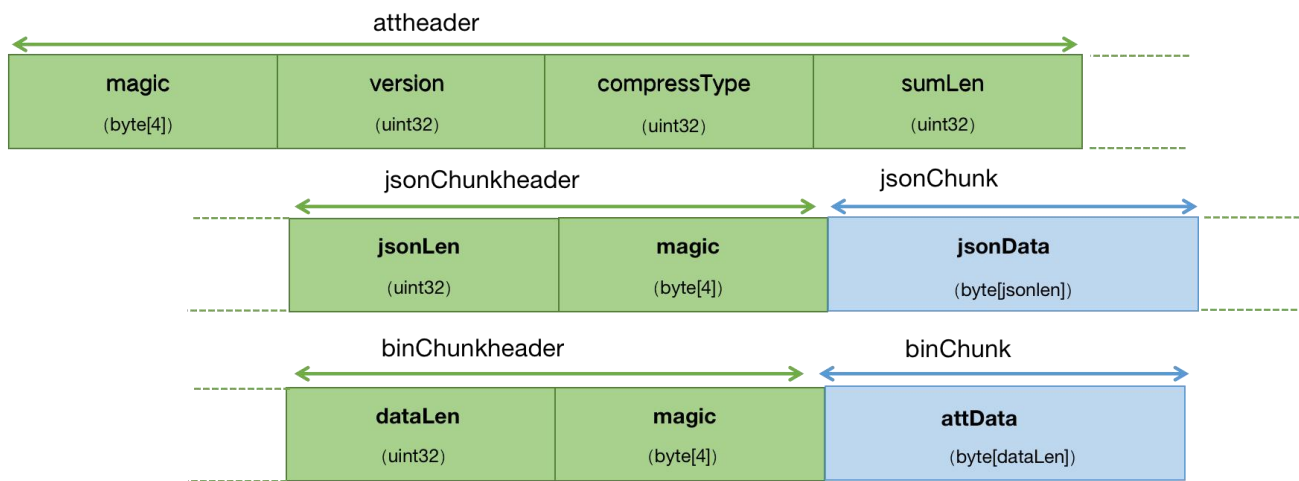 attheader
magic version compressType sumLen
（byte[4]） （uint32） （uint32） （uint32）
jsonChunkheader jsonChunk
jsonLen magic jsonData
（uint32） （byte[4]） （byte[jsonlen]）
binChunkheader binChunk
dataLen magic attData
（uint32） （byte[4]） （byte[dataLen]）